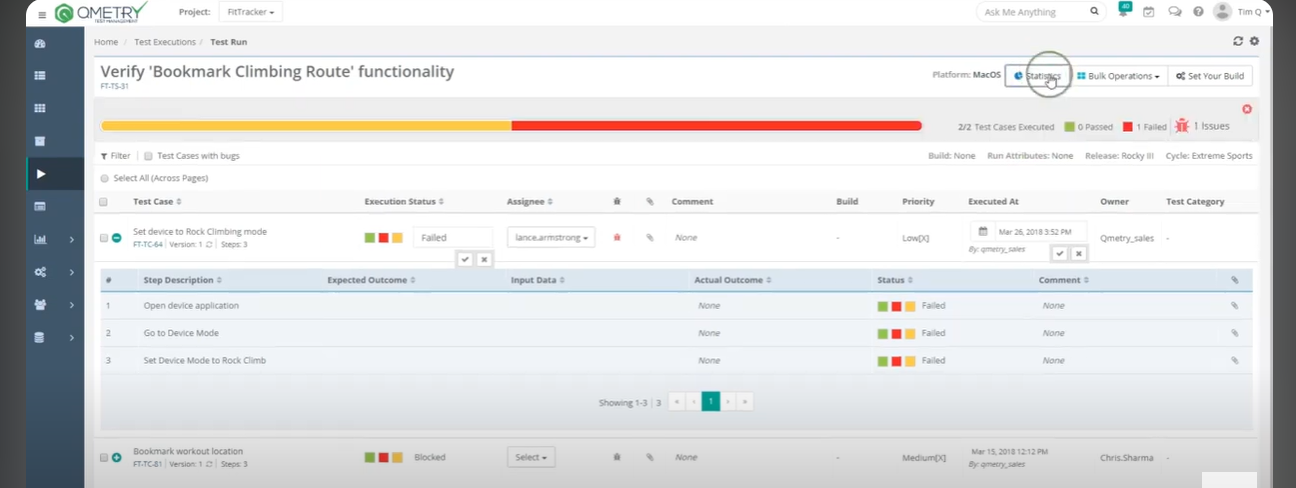 QMETRY
TEST MANAGEMENT
Project: FitTracker
Ask Me Anything
40
Tim Q
Home / Test Executions / Test Run
Verify 'Bookmark Climbing Route' functionality
FT-TS-31
Platform: MacOS
Statistics
Bulk Operations
Set Your Build
2/2 Test Cases Executed 0 Passed 1 Failed 1 Issues
Filter Test Cases with bugs
Build: None Run Attributes: None Release: Rocky III Cycle: Extreme Sports
Select All (Across Pages)
Test Case Execution Status Assignee Comment Build Priority Executed At Owner Test Category
Set device to Rock Climbing mode
FT-TC-64 | Version: 1 | Steps: 3
Failed lance.armstrong None - Low[X] Mar 26, 2018 3:52 PM
By: qmetry_sales
Qmetry_sales -
# Step Description Expected Outcome Input Data Actual Outcome Status Comment
1 Open device application None Failed None
2 Go to Device Mode None Failed None
3 Set Device Mode to Rock Climb None Failed None
Showing 1-3 | 3 « ‹ 1 › »
Bookmark workout location
FT-TC-81 | Version: 1 | Steps: 5
Blocked Select None - Medium[X] Mar 15, 2018 12:12 PM
By: qmetry_sales
Chris.Sharma -